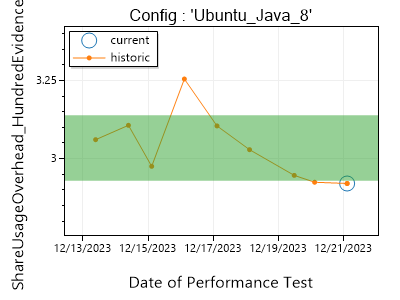 Config : 'Ubuntu_Java_8'
current
historic
ShareUsageOverhead_HundredEvidence
3.25
3
12/13/2023
12/15/2023
12/17/2023
12/19/2023
12/21/2023
Date of Performance Test